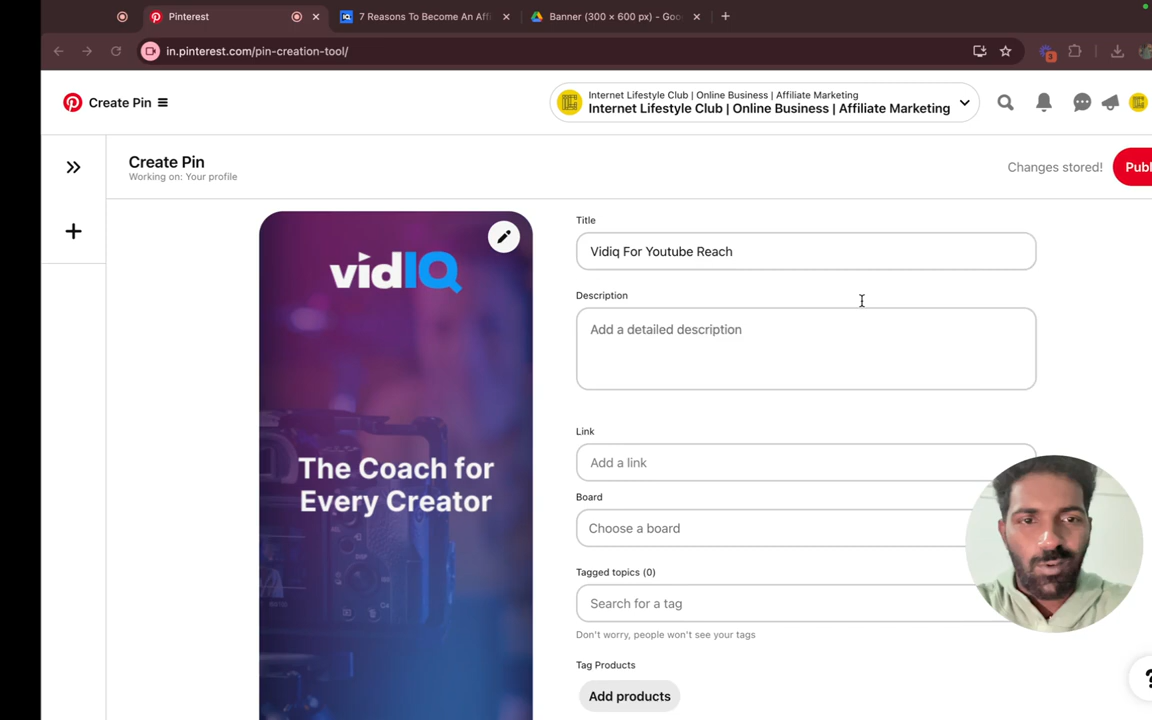 Pinterest
7 Reasons To Become An Affi
Banner (300 × 600 px) - Goo
in.pinterest.com/pin-creation-tool/
3
Create Pin
Internet Lifestyle Club | Online Business | Affiliate Marketing
Internet Lifestyle Club | Online Business | Affiliate Marketing
Create Pin
Working on: Your profile
Changes stored!
Publ
vidIQ
The Coach for
Every Creator
Title
Vidiq For Youtube Reach
Description
Add a detailed description
Link
Add a link
Board
Choose a board
Tagged topics (0)
Search for a tag
Don't worry, people won't see your tags
Tag Products
Add products
?